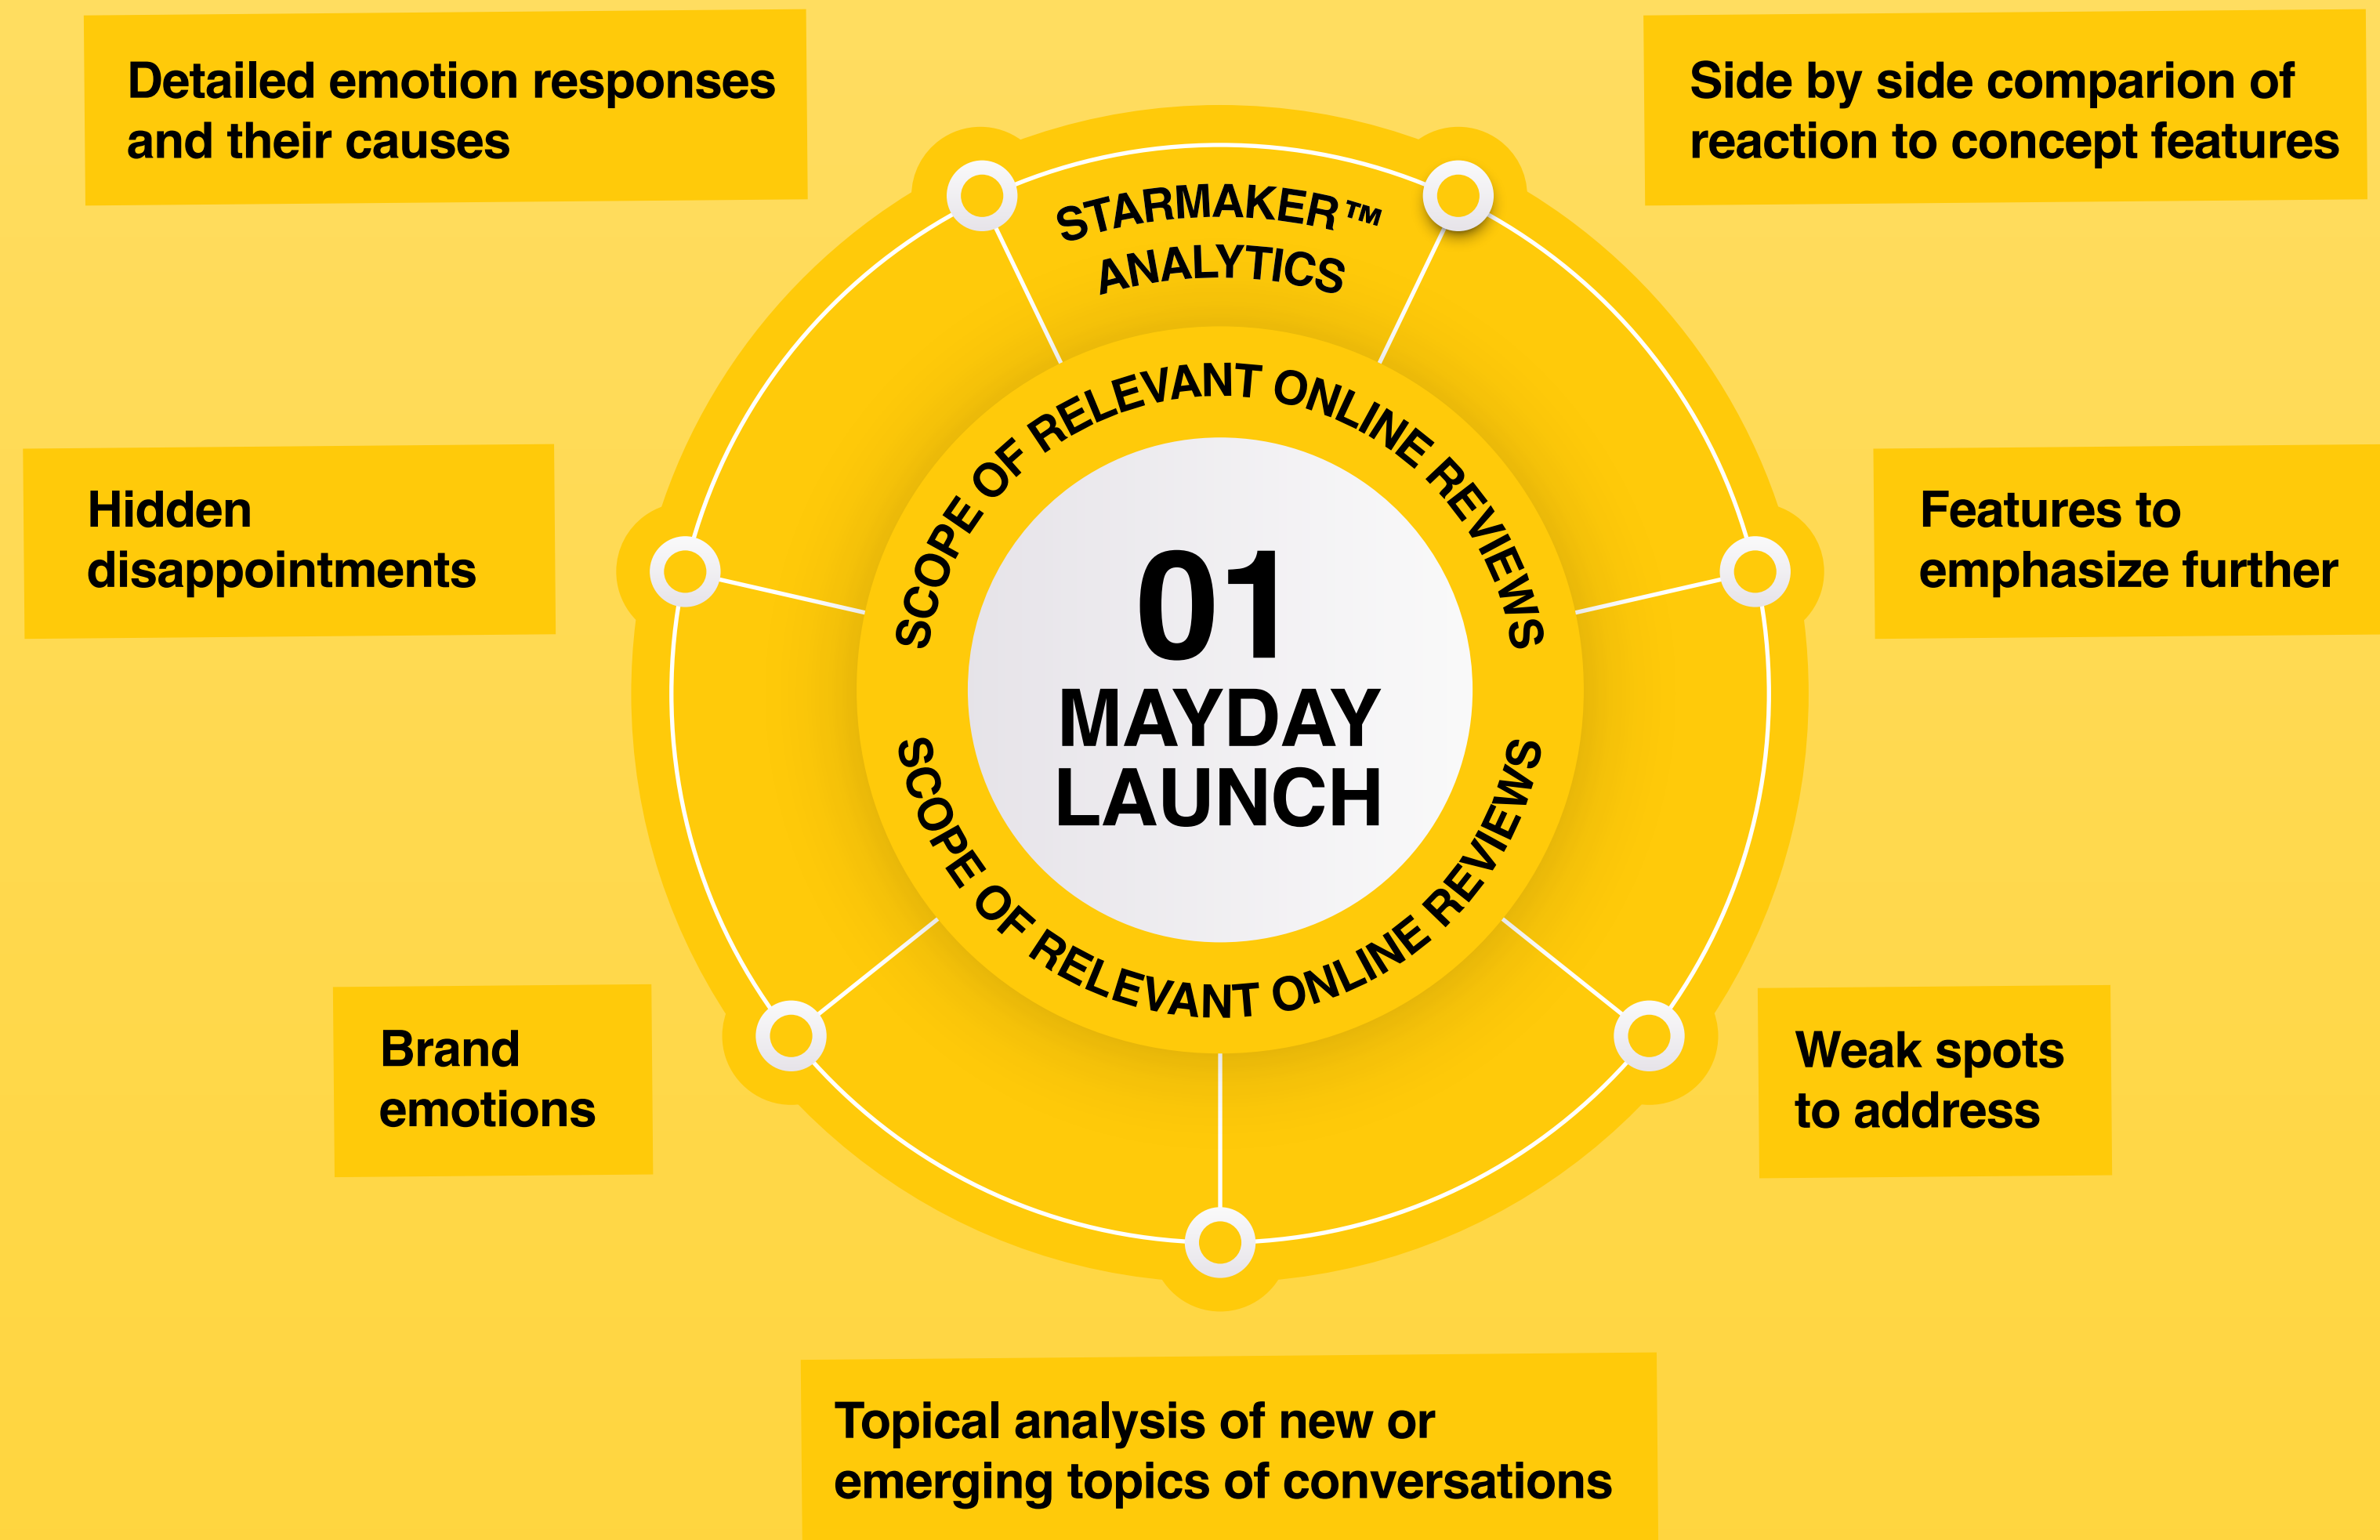 Detailed emotion responses
and their causes
Side by side comparion of
reaction to concept features
STARMAKER™
ANALYTICS
SCOPE OF RELEVANT ONLINE REVIEWS
Hidden
disappointments
Features to
emphasize further
01
MAYDAY
LAUNCH
SCOPE OF RELEVANT ONLINE REVIEWS
Brand
emotions
Weak spots
to address
Topical analysis of new or
emerging topics of conversations